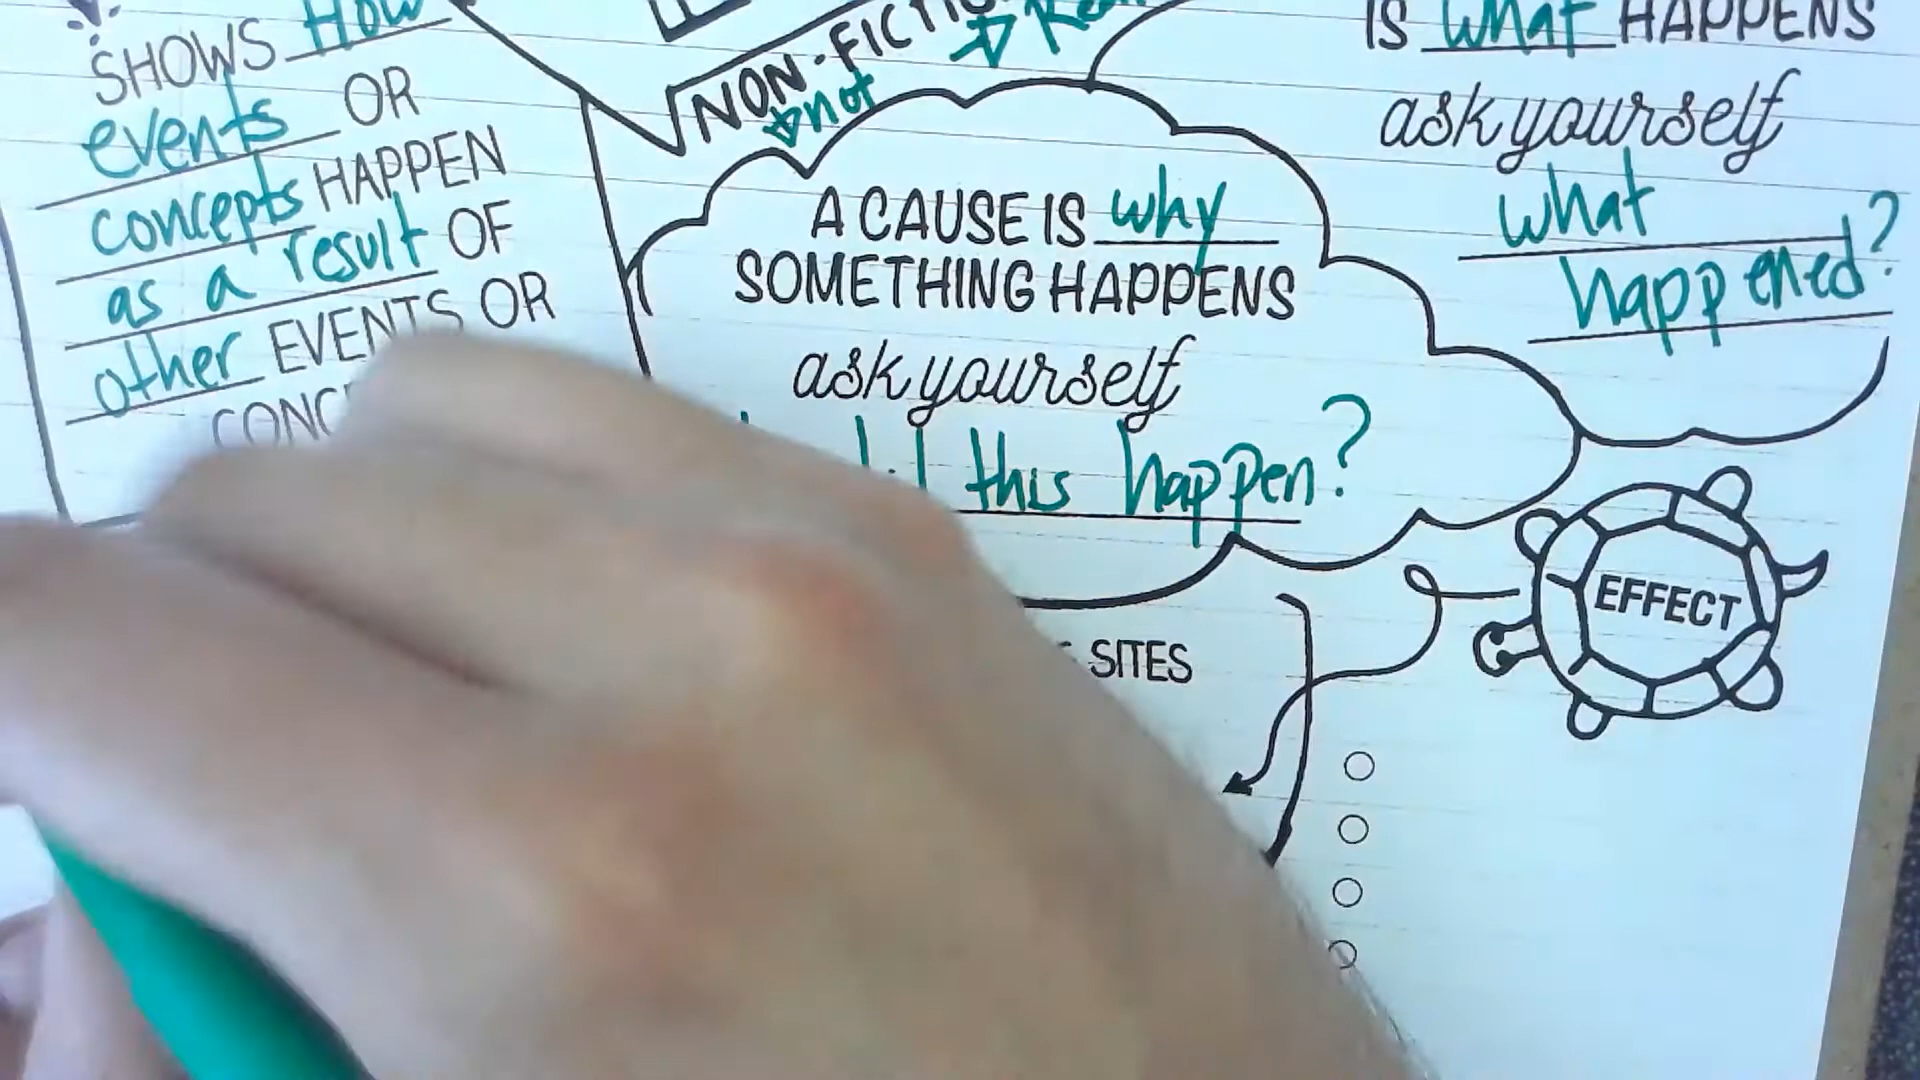 SHOWS How
events OR
concepts HAPPEN
as a result OF
other EVENTS OR
NON-FICTION
not
IS what HAPPENS
ask yourself
what
happened?
A CAUSE IS why
SOMETHING HAPPENS
ask yourself
this happen?
SITES
EFFECT